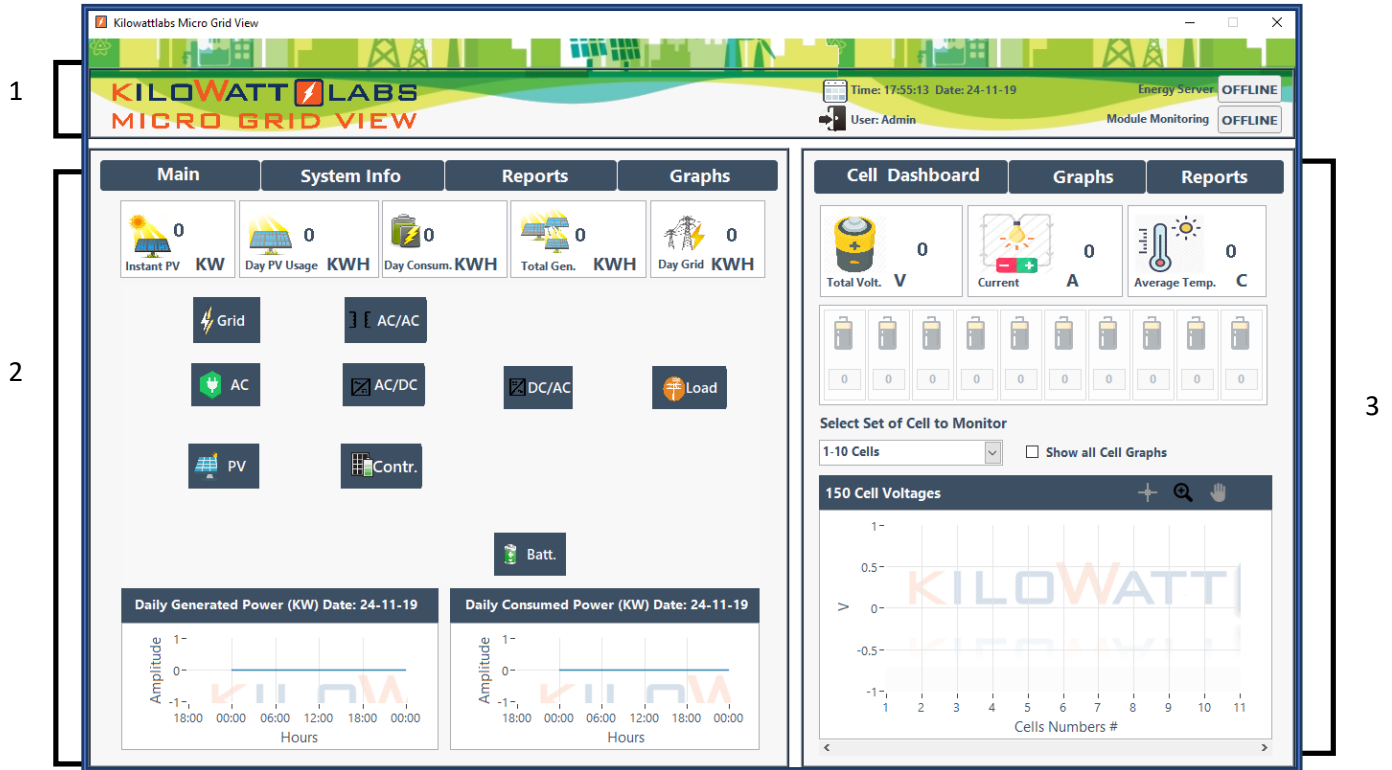 Kilowattlabs Micro Grid View
1
KILOWATT LABS
MICRO GRID VIEW
Time: 17:55:13 Date: 24-11-19
User: Admin
Energy Server OFFLINE
Module Monitoring OFFLINE
2
Main System Info Reports Graphs
0 0 0 0 0
Instant PV KW Day PV Usage KWH Day Consum. KWH Total Gen. KWH Day Grid KWH
Grid AC/AC
AC AC/DC DC/AC Load
PV Contr.
Batt.
Daily Generated Power (KW) Date: 24-11-19
Amplitude
1
0
-1
18:00 00:00 06:00 12:00 18:00 00:00
Hours
Daily Consumed Power (KW) Date: 24-11-19
Amplitude
1
0
-1
18:00 00:00 06:00 12:00 18:00 00:00
Hours
3
Cell Dashboard Graphs Reports
0 0 0
Total Volt. V Current A Average Temp. C
0 0 0 0 0 0 0 0 0 0
Select Set of Cell to Monitor
1-10 Cells Show all Cell Graphs
150 Cell Voltages
KILOWATT
V
1
0.5
0
-0.5
-1
1 2 3 4 5 6 7 8 9 10 11
Cells Numbers #